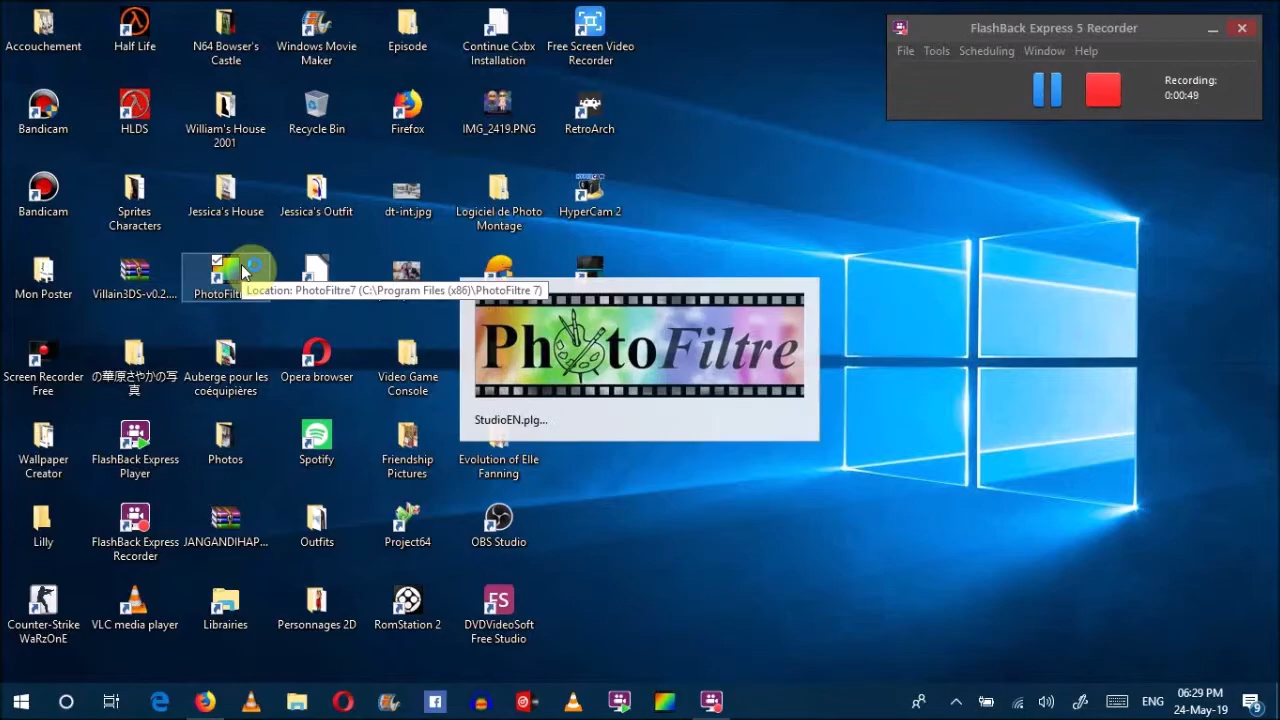 Accouchement
Half Life
N64 Bowser's
Castle
Windows Movie
Maker
Episode
Continue Cxbx
Installation
Free Screen Video
Recorder
FlashBack Express 5 Recorder
File Tools Scheduling Window Help
Recording:
0:00:49
Bandicam
HLDS
William's House
2001
Recycle Bin
Firefox
IMG_2419.PNG
RetroArch
Bandicam
Sprites
Characters
Jessica's House
Jessica's Outfit
dt-int.jpg
Logiciel de Photo
Montage
HyperCam 2
Mon Poster
Villain3DS-v0.2....
PhotoFilt
Location: PhotoFiltre7 (C:\Program Files (x86)\PhotoFiltre 7)
PhotoFiltre
StudioEN.plg...
Screen Recorder
Free
の華原さやかの写
真
Auberge pour les
coéquipières
Opera browser
Video Game
Console
Wallpaper
Creator
FlashBack Express
Player
Photos
Spotify
Friendship
Pictures
Evolution of Elle
Fanning
Lilly
FlashBack Express
Recorder
JANGANDIHAP...
Outfits
Project64
OBS Studio
Counter-Strike
WaRzOnE
VLC media player
Librairies
Personnages 2D
RomStation 2
FS
DVDVideoSoft
Free Studio
ENG
06:29 PM
24-May-19
9